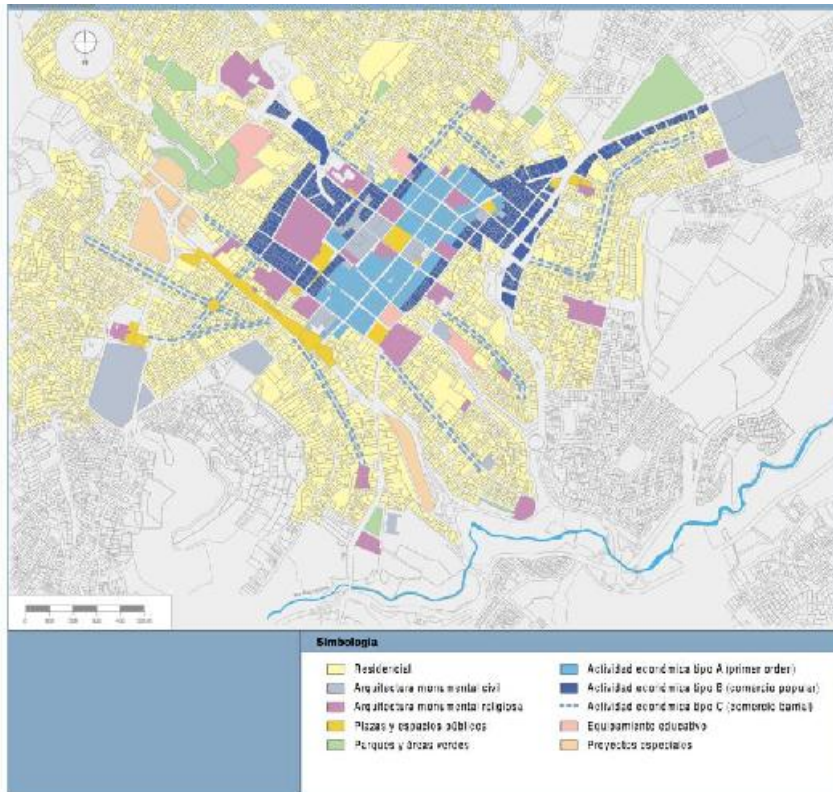 N
Simbología
Residencial
Arquitectura monumental civil
Arquitectura monumental religiosa
Plazas y espacios públicos
Parques y áreas verdes
Actividad económica tipo A (primer orden)
Actividad económica tipo B (comercio popular)
Actividad económica tipo C (comercio barrial)
Equipamiento educativo
Proyectos especiales